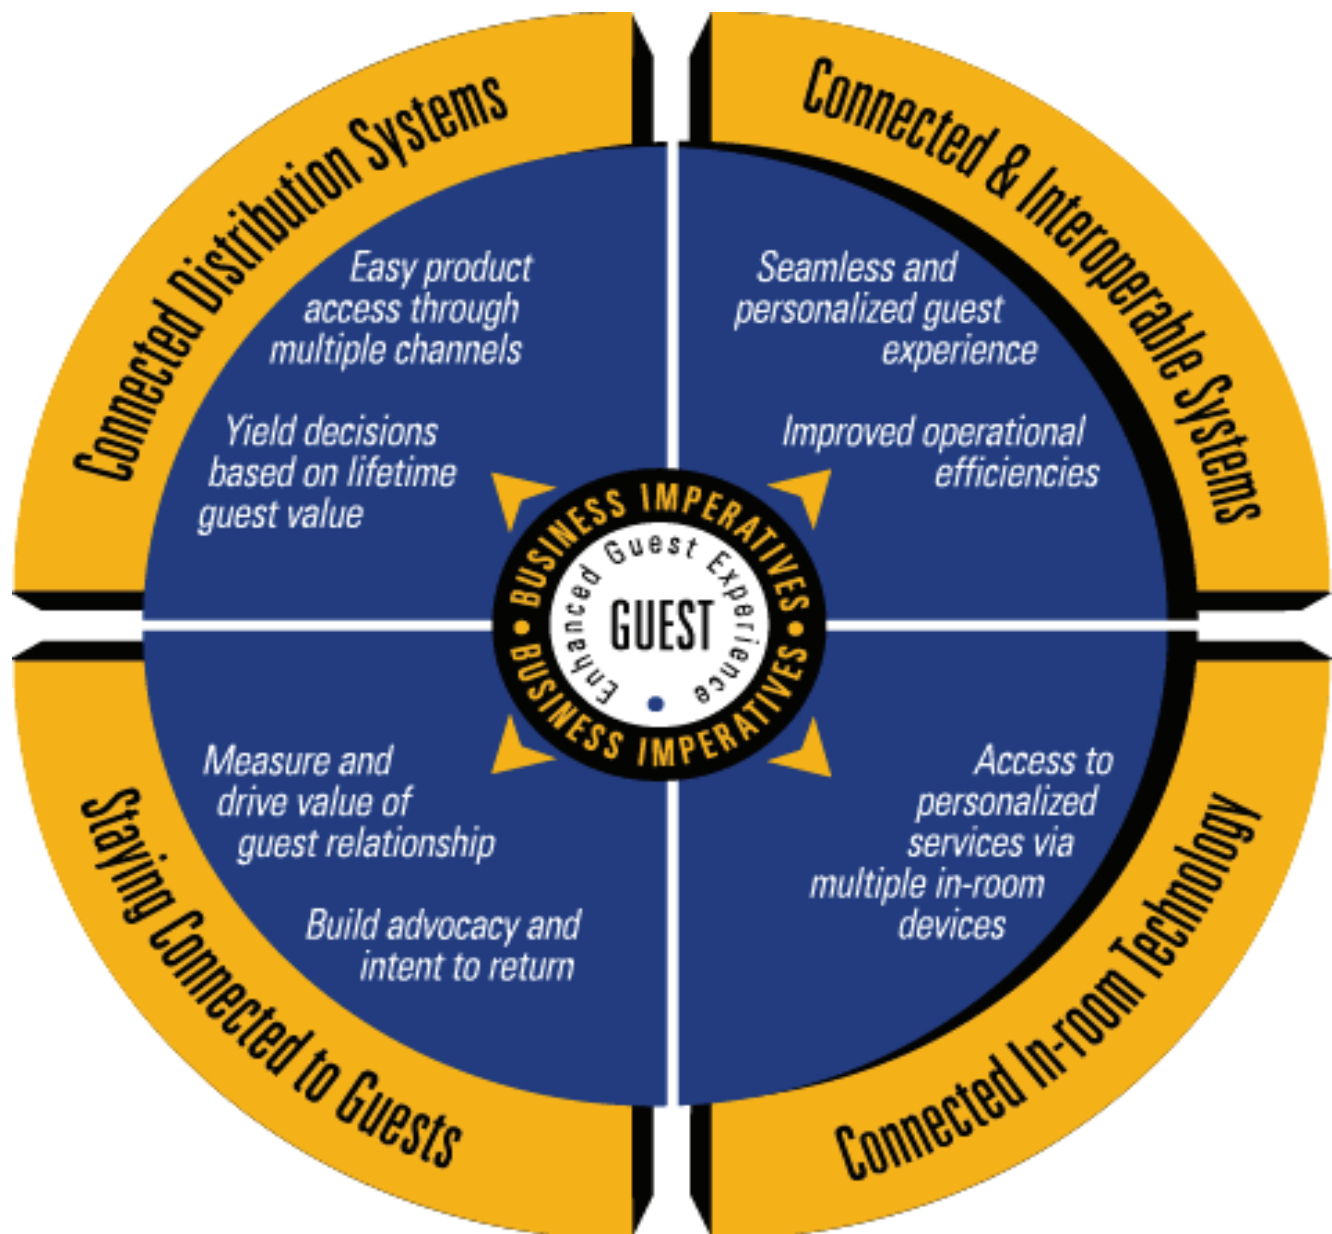 Connected Distribution Systems
Easy product
access through
multiple channels
Yield decisions
based on lifetime
guest value
Connected & Interoperable Systems
Seamless and
personalized guest
experience
Improved operational
efficiencies
BUSINESS IMPERATIVES
Enhanced Guest Experience
GUEST
BUSINESS IMPERATIVES
Staying Connected to Guests
Measure and
drive value of
guest relationship
Build advocacy and
intent to return
Connected In-room Technology
Access to
personalized
services via
multiple in-room
devices